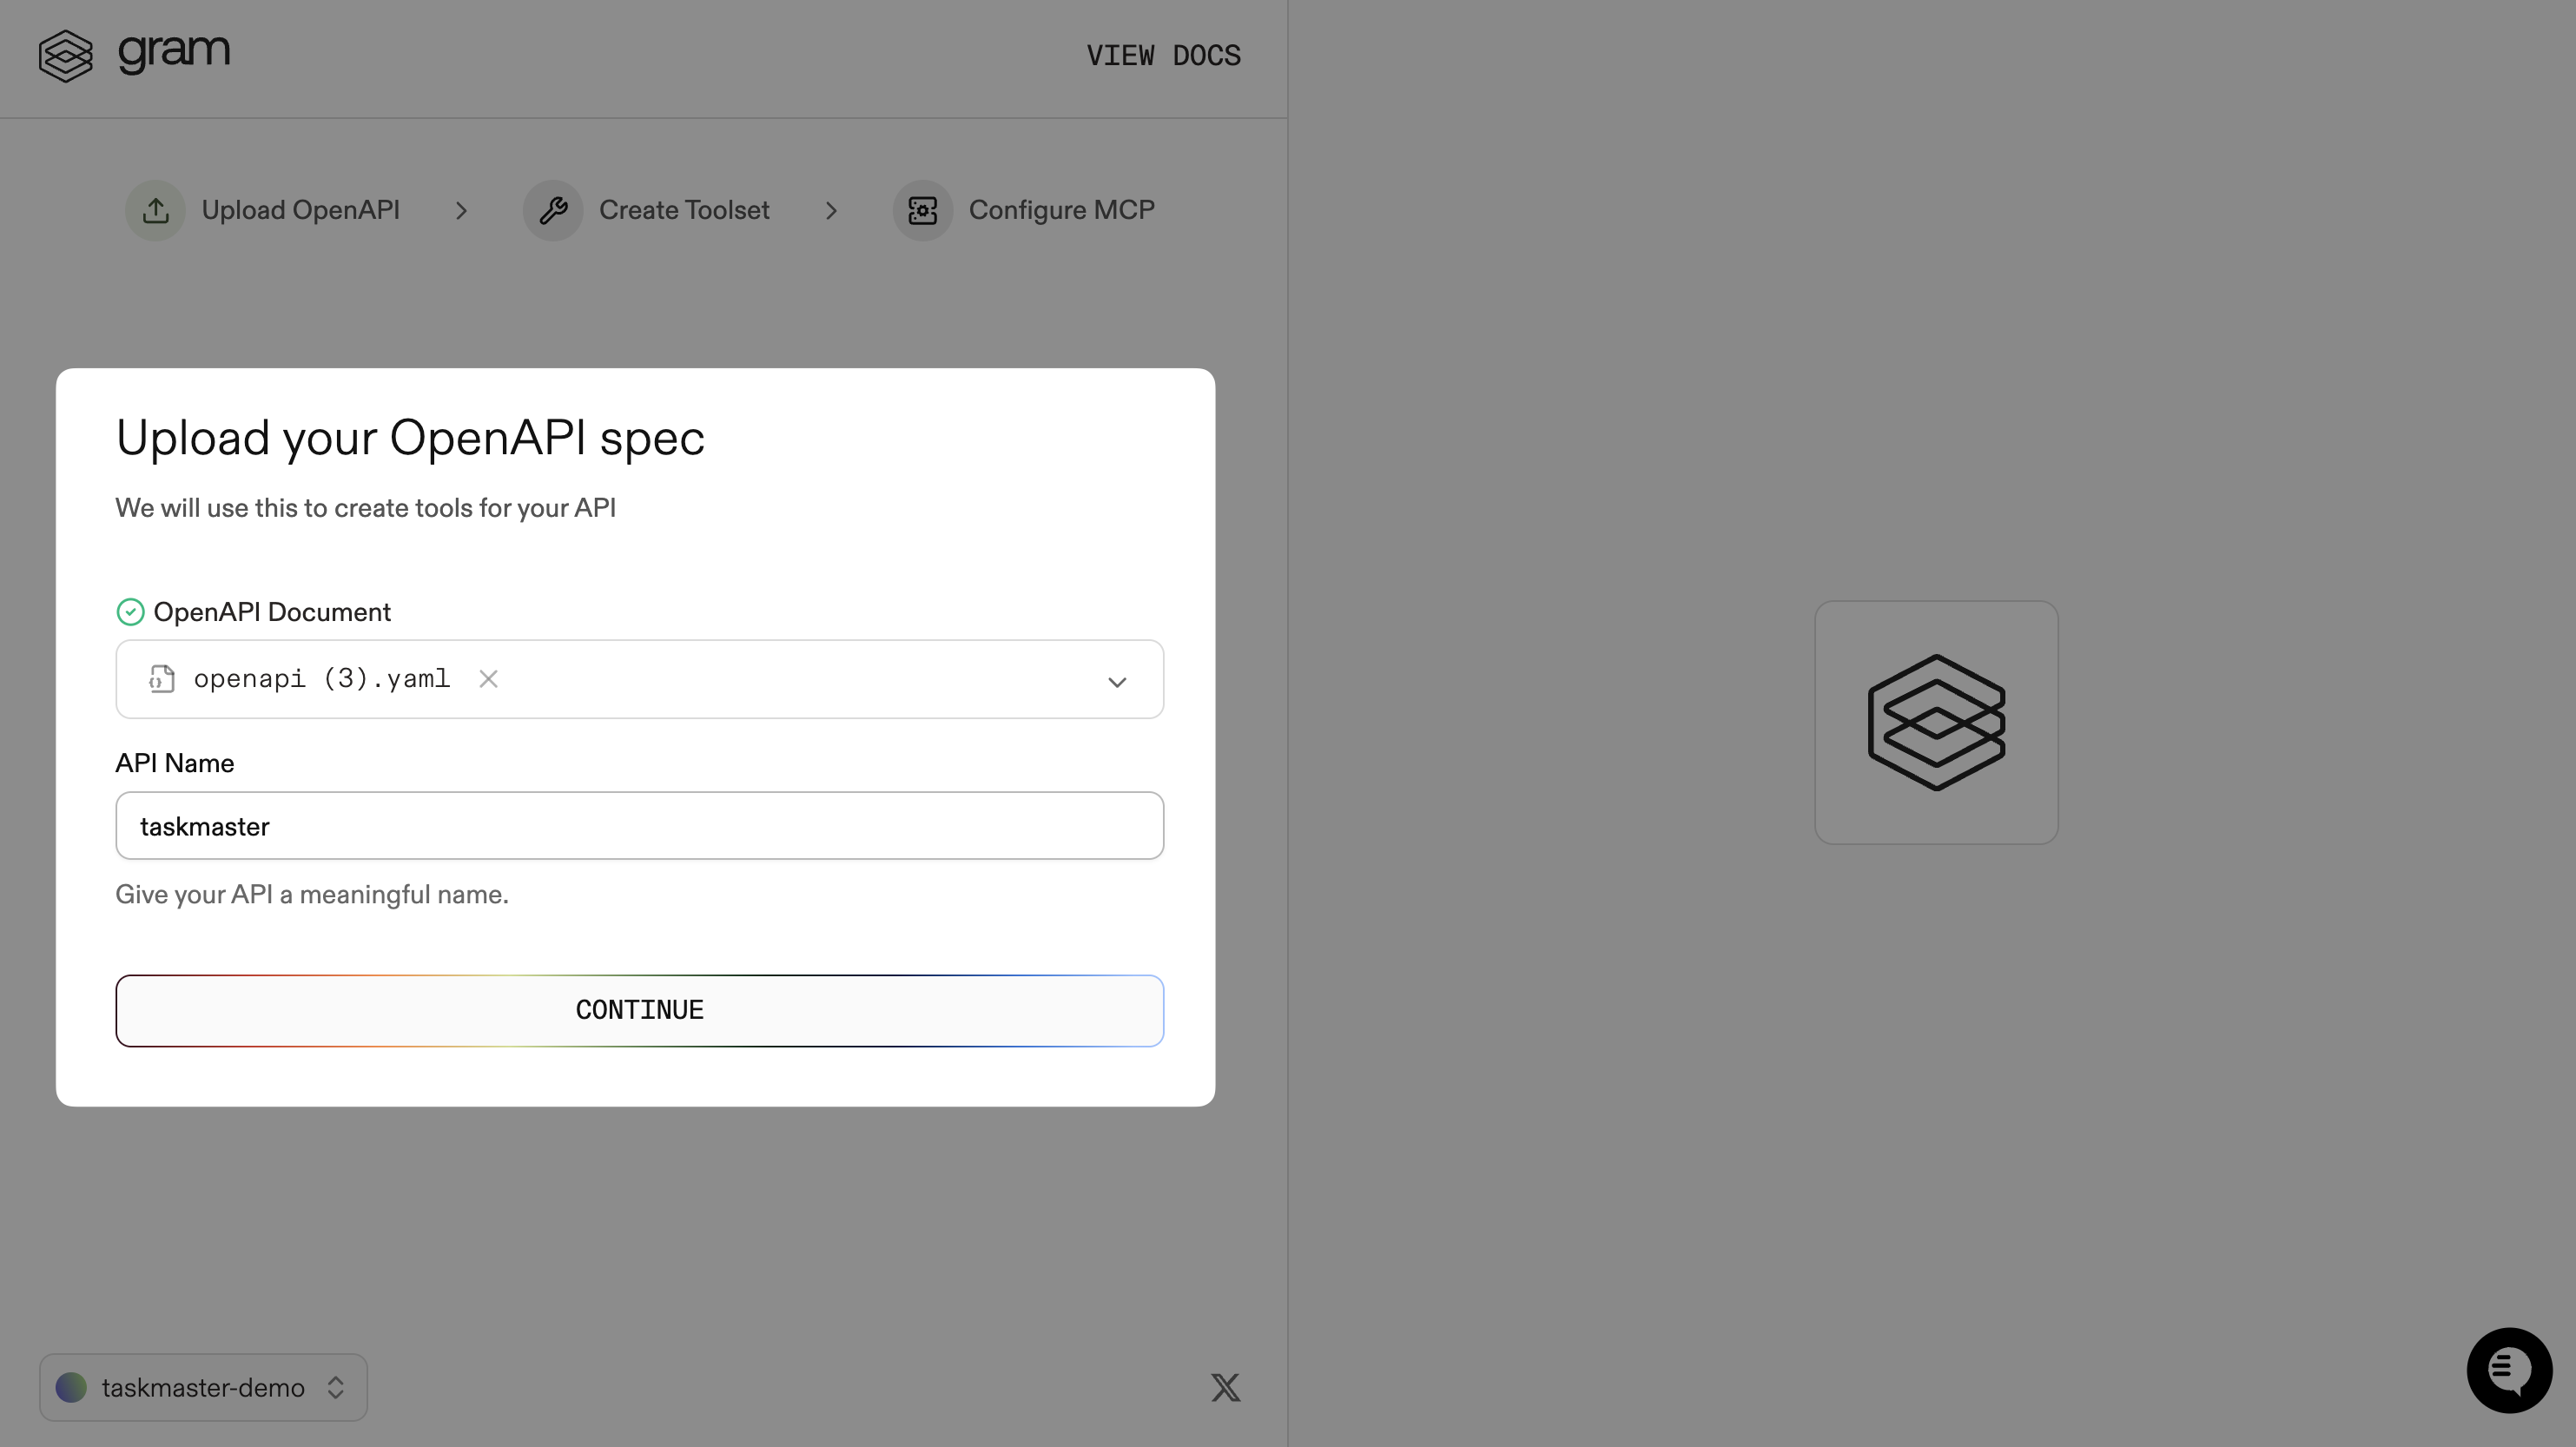 gram
VIEW DOCS
Upload OpenAPI
Create Toolset
Configure MCP
Upload your OpenAPI spec
We will use this to create tools for your API
OpenAPI Document
openapi (3).yaml
API Name
taskmaster
Give your API a meaningful name.
CONTINUE
taskmaster-demo